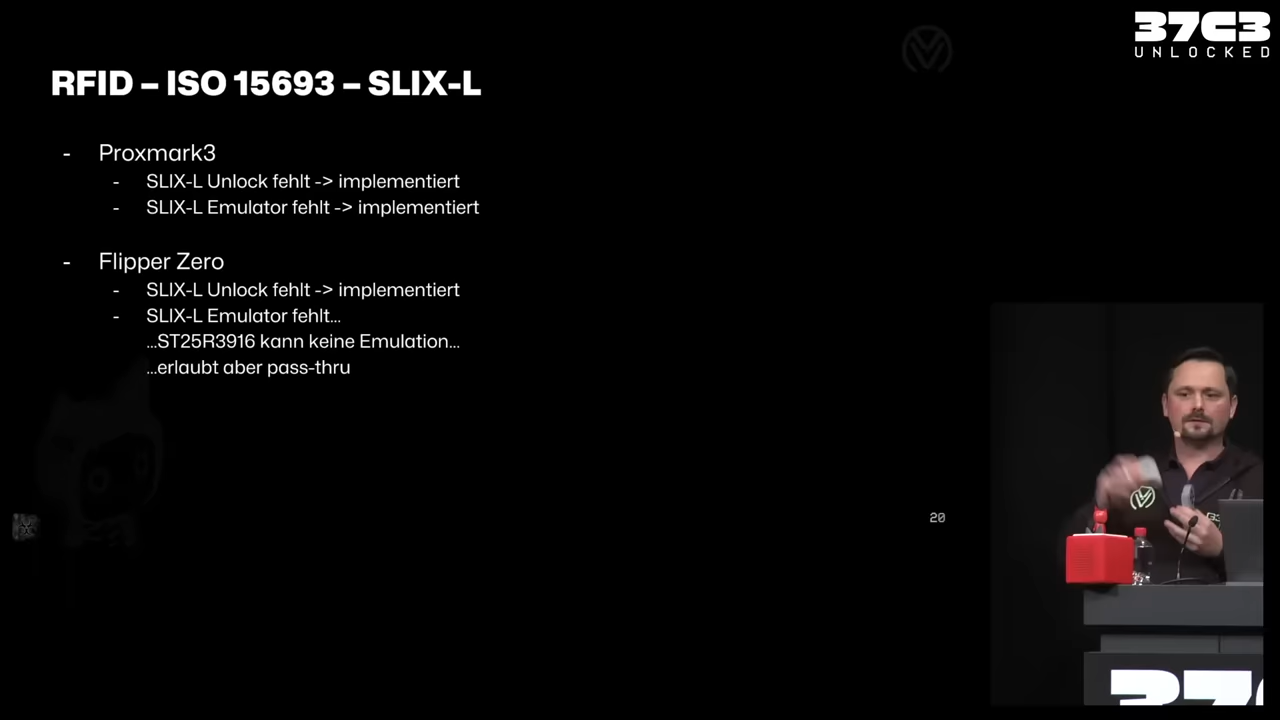 37C3
UNLOCKED
RFID – ISO 15693 – SLIX-L
- Proxmark3
- SLIX-L Unlock fehlt -> implementiert
- SLIX-L Emulator fehlt -> implementiert
- Flipper Zero
- SLIX-L Unlock fehlt -> implementiert
- SLIX-L Emulator fehlt...
...ST25R3916 kann keine Emulation...
...erlaubt aber pass-thru
20
37